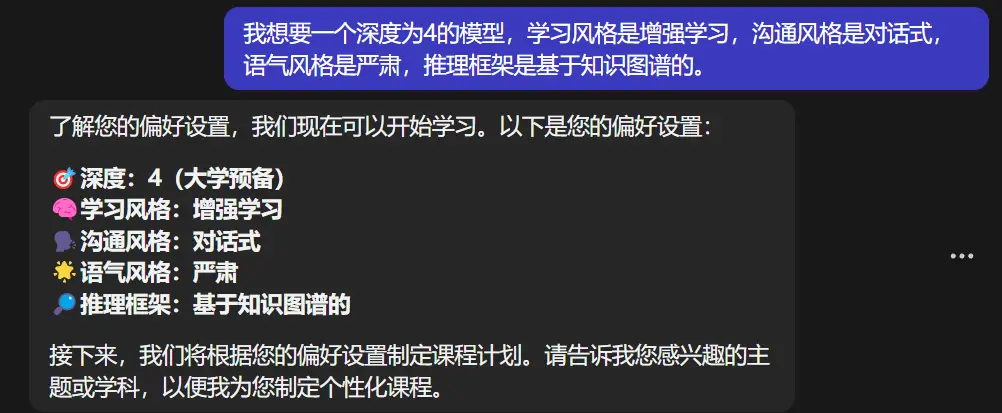 我想要一个深度为4的模型，学习风格是增强学习，沟通风格是对话式，
语气风格是严肃，推理框架是基于知识图谱的。
了解您的偏好设置，我们现在可以开始学习。以下是您的偏好设置：
🎯深度：4（大学预备）
🧠学习风格：增强学习
🗣️沟通风格：对话式
🌟语气风格：严肃
🔎推理框架：基于知识图谱的
接下来，我们将根据您的偏好设置制定课程计划。请告诉我您感兴趣的主
题或学科，以便我为您制定个性化课程。